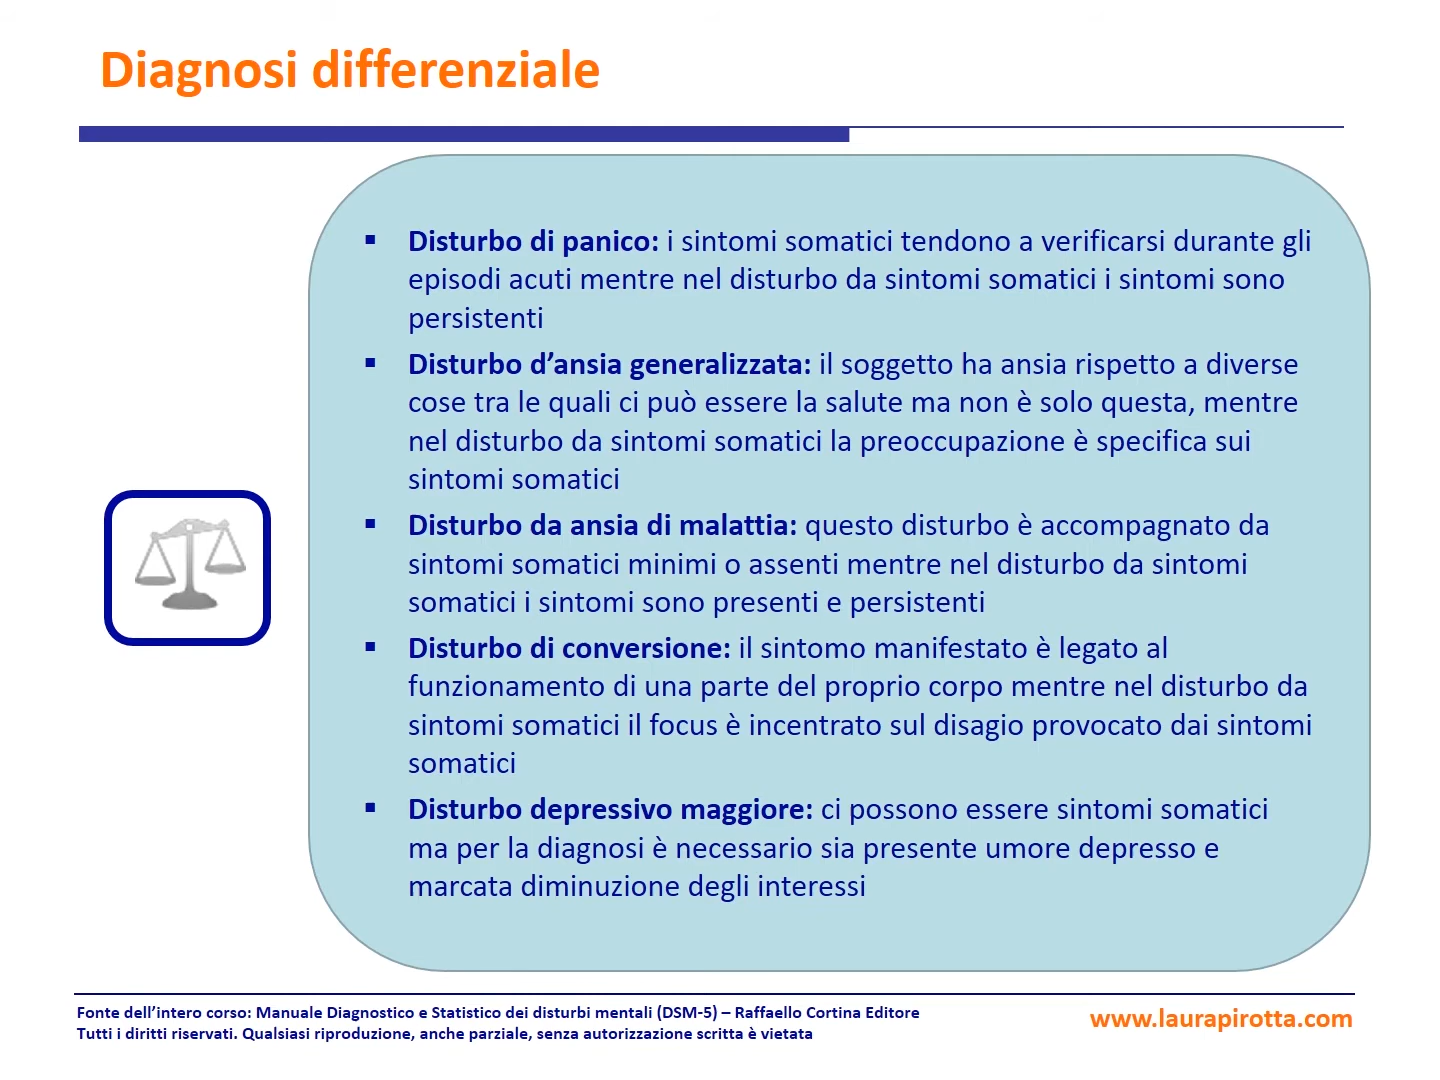 Diagnosi differenziale
▪ Disturbo di panico: i sintomi somatici tendono a verificarsi durante gli
episodi acuti mentre nel disturbo da sintomi somatici i sintomi sono
persistenti
▪ Disturbo d’ansia generalizzata: il soggetto ha ansia rispetto a diverse
cose tra le quali ci può essere la salute ma non è solo questa, mentre
nel disturbo da sintomi somatici la preoccupazione è specifica sui
sintomi somatici
▪ Disturbo da ansia di malattia: questo disturbo è accompagnato da
sintomi somatici minimi o assenti mentre nel disturbo da sintomi
somatici i sintomi sono presenti e persistenti
▪ Disturbo di conversione: il sintomo manifestato è legato al
funzionamento di una parte del proprio corpo mentre nel disturbo da
sintomi somatici il focus è incentrato sul disagio provocato dai sintomi
somatici
▪ Disturbo depressivo maggiore: ci possono essere sintomi somatici
ma per la diagnosi è necessario sia presente umore depresso e
marcata diminuzione degli interessi
Fonte dell’intero corso: Manuale Diagnostico e Statistico dei disturbi mentali (DSM-5) – Raffaello Cortina Editore
Tutti i diritti riservati. Qualsiasi riproduzione, anche parziale, senza autorizzazione scritta è vietata
www.laurapirotta.com